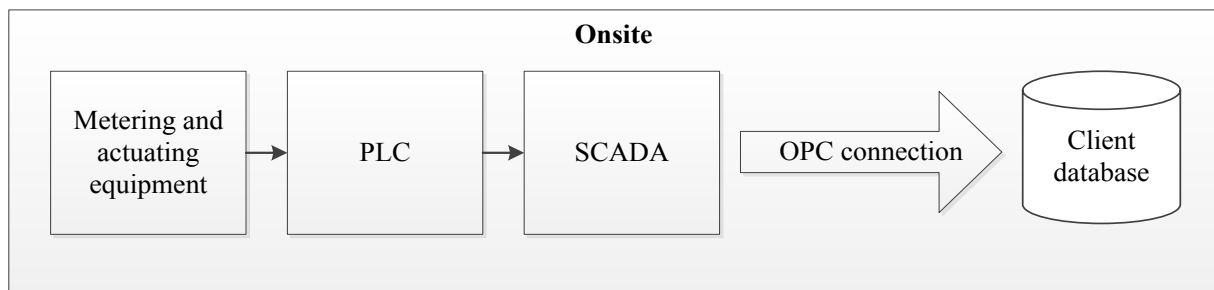 Onsite
Metering and
actuating
equipment
PLC
SCADA
OPC connection
Client
database